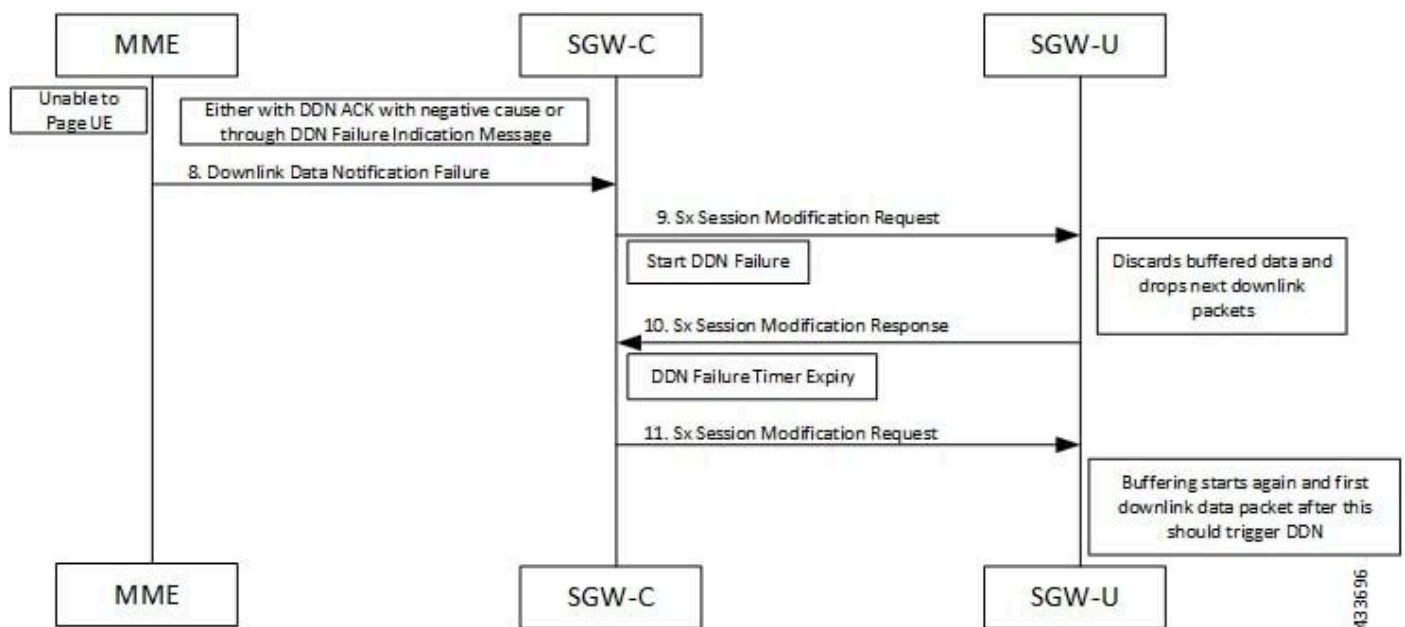 MME
SGW-C
SGW-U
Unable to
Page UE
Either with DDN ACK with negative cause or
through DDN Failure Indication Message
8. Downlink Data Notification Failure
9. Sx Session Modification Request
Start DDN Failure
Discards buffered data and
drops next downlink
packets
10. Sx Session Modification Response
DDN Failure Timer Expiry
11. Sx Session Modification Request
Buffering starts again and first
downlink data packet after this
should trigger DDN
MME
SGW-C
SGW-U
433696